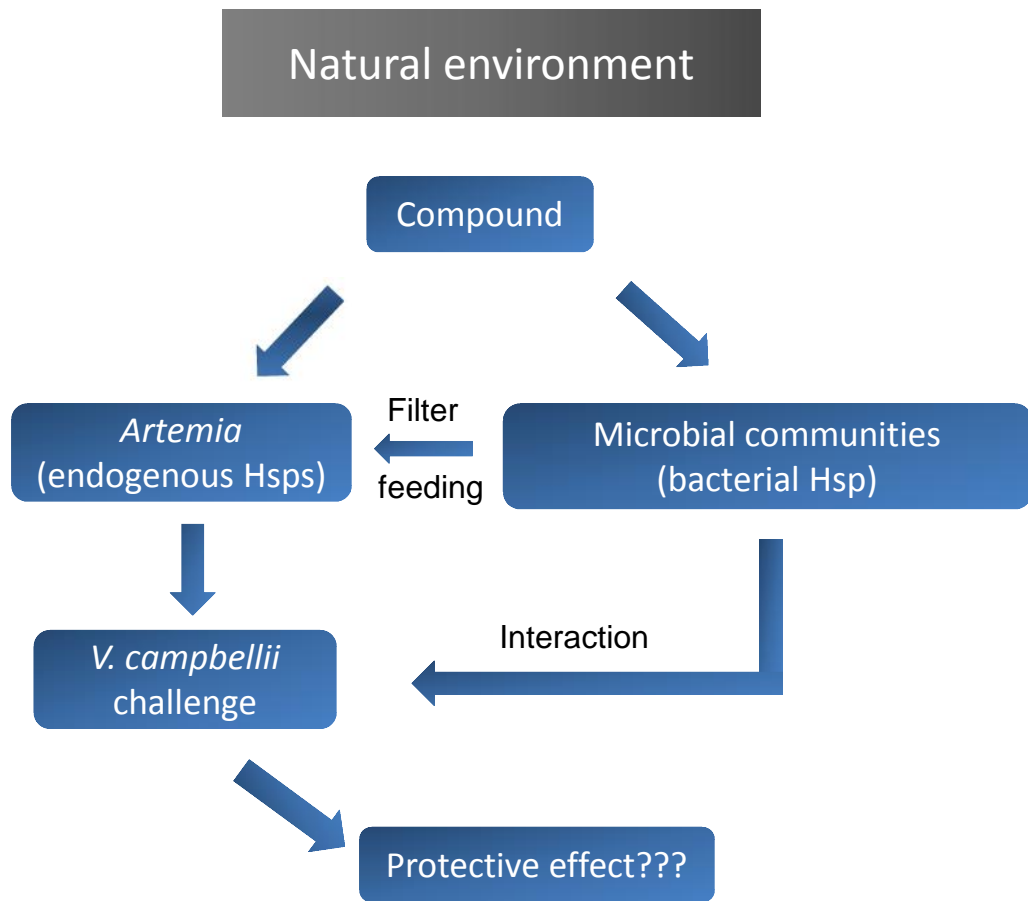 Natural environment
Compound
Artemia
(endogenous Hsps)
Filter
feeding
Microbial communities
(bacterial Hsp)
Interaction
V. campbellii
challenge
Protective effect???